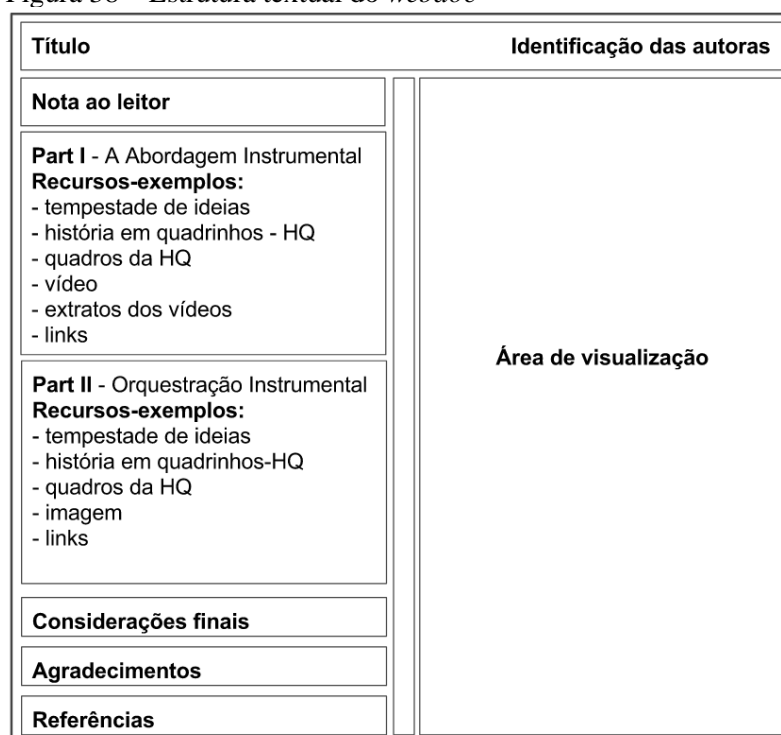 Título Identificação das autoras
Nota ao leitor
Part I - A Abordagem Instrumental
Recursos-exemplos:
- tempestade de ideias
- história em quadrinhos - HQ
- quadros da HQ
- vídeo
- extratos dos vídeos
- links
Part II - Orquestração Instrumental
Recursos-exemplos:
- tempestade de ideias
- história em quadrinhos-HQ
- quadros da HQ
- imagem
- links
Considerações finais
Agradecimentos
Referências
Área de visualização